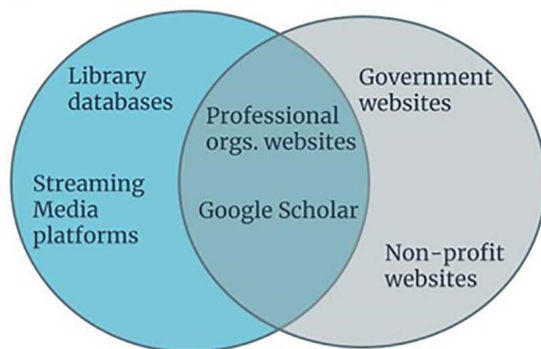 Library
databases
Streaming
Media
platforms
Professional
orgs. websites
Google Scholar
Government
websites
Non-profit
websites